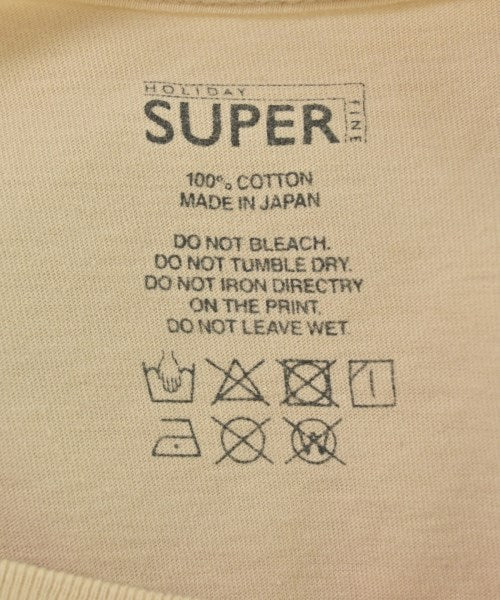 HOLIDAY
SUPER
FINE
100% COTTON
MADE IN JAPAN
DO NOT BLEACH.
DO NOT TUMBLE DRY.
DO NOT IRON DIRECTRY
ON THE PRINT.
DO NOT LEAVE WET.
W